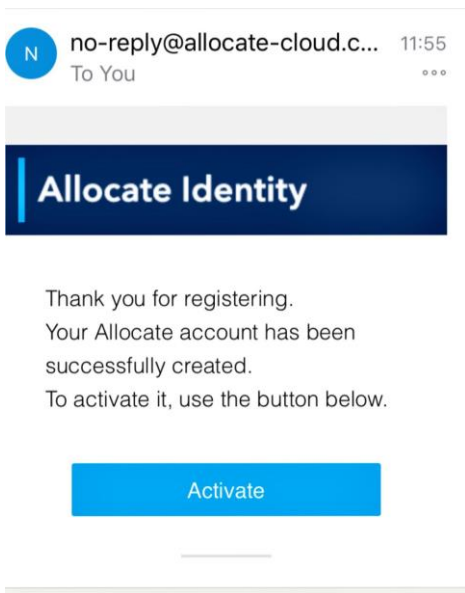 N
no-reply@allocate-cloud.c... 11:55
To You
Allocate Identity
Thank you for registering.
Your Allocate account has been
successfully created.
To activate it, use the button below.
Activate